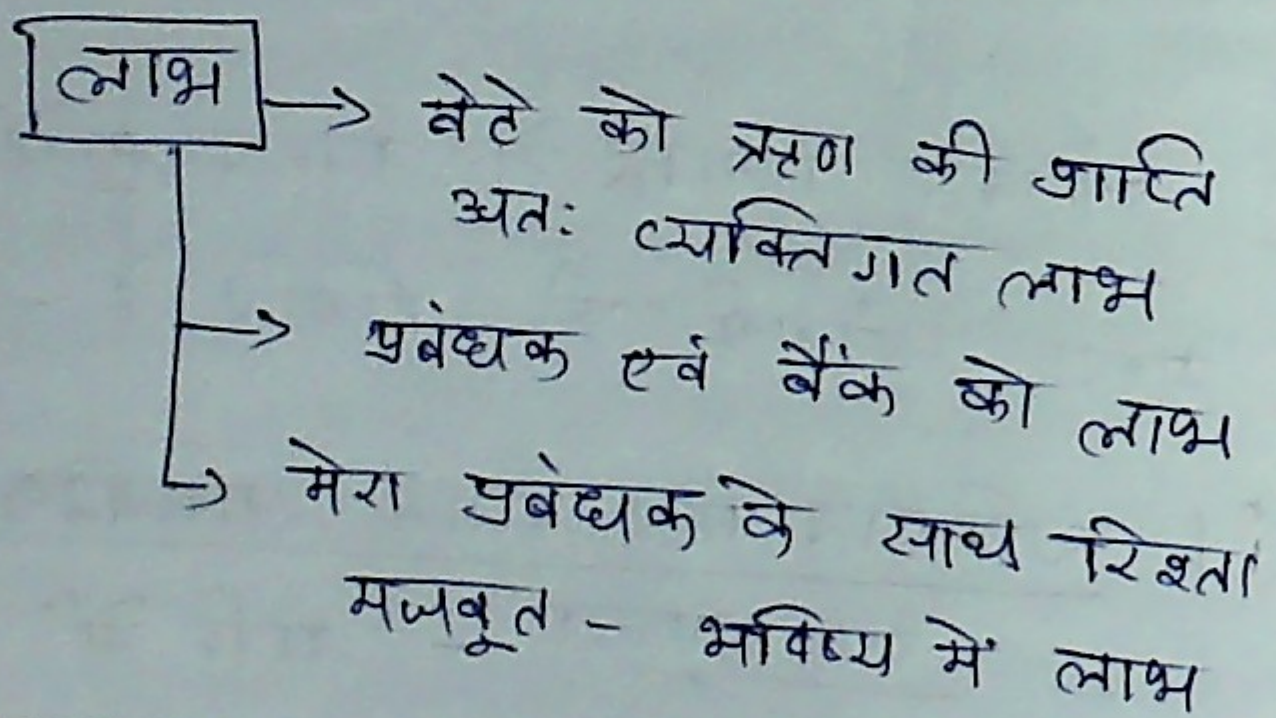 लाभ
बेटे को ऋण की प्राप्ति
अतः व्यक्तिगत लाभ
प्रबंधक एवं बैंक को लाभ
मेरा प्रबंधक के साथ रिश्ता
मजबूत - भविष्य में लाभ